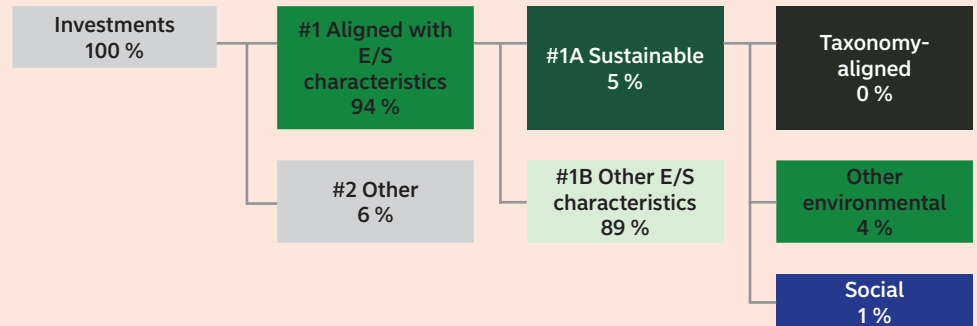 Investments
100 %
#1 Aligned with
E/S
characteristics
94 %
#2 Other
6 %
#1A Sustainable
5 %
#1B Other E/S
characteristics
89 %
Taxonomy-
aligned
0 %
Other
environmental
4 %
Social
1 %